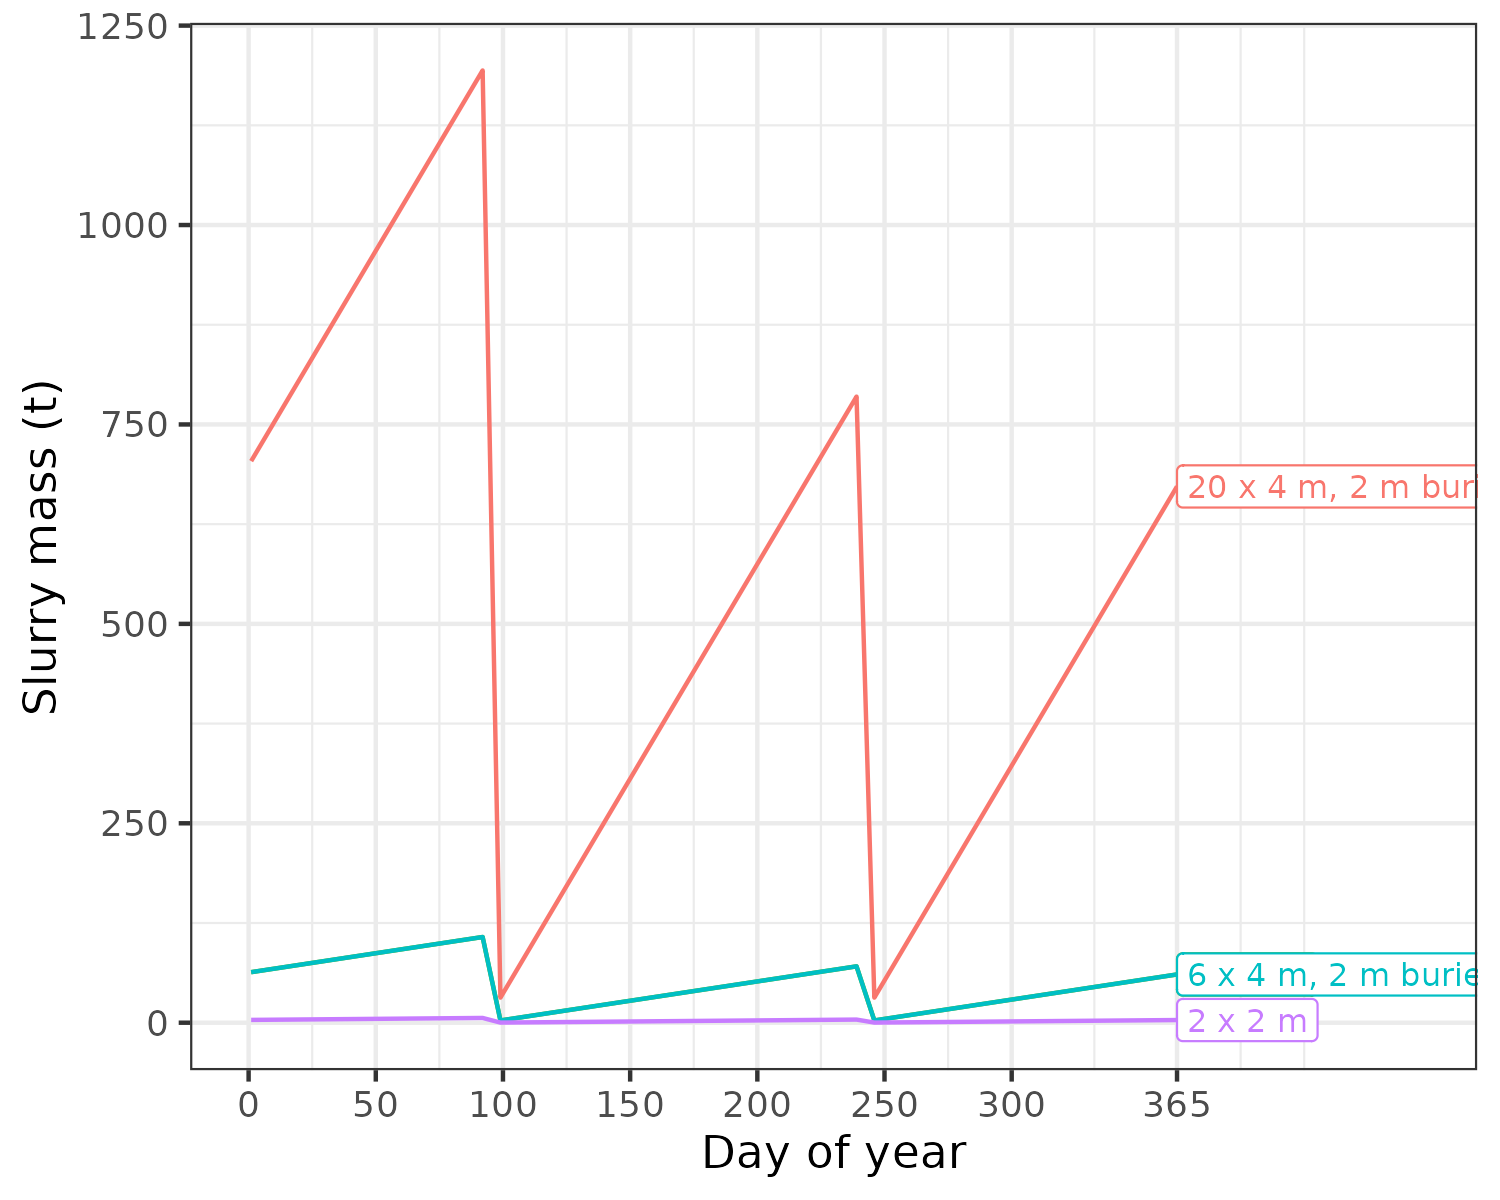 1250
1000
750
500
250
0
Slurry mass (t)
20 x 4 m, 2 m buri
6 x 4 m, 2 m burie
2 x 2 m
0 50 100 150 200 250 300 365
Day of year